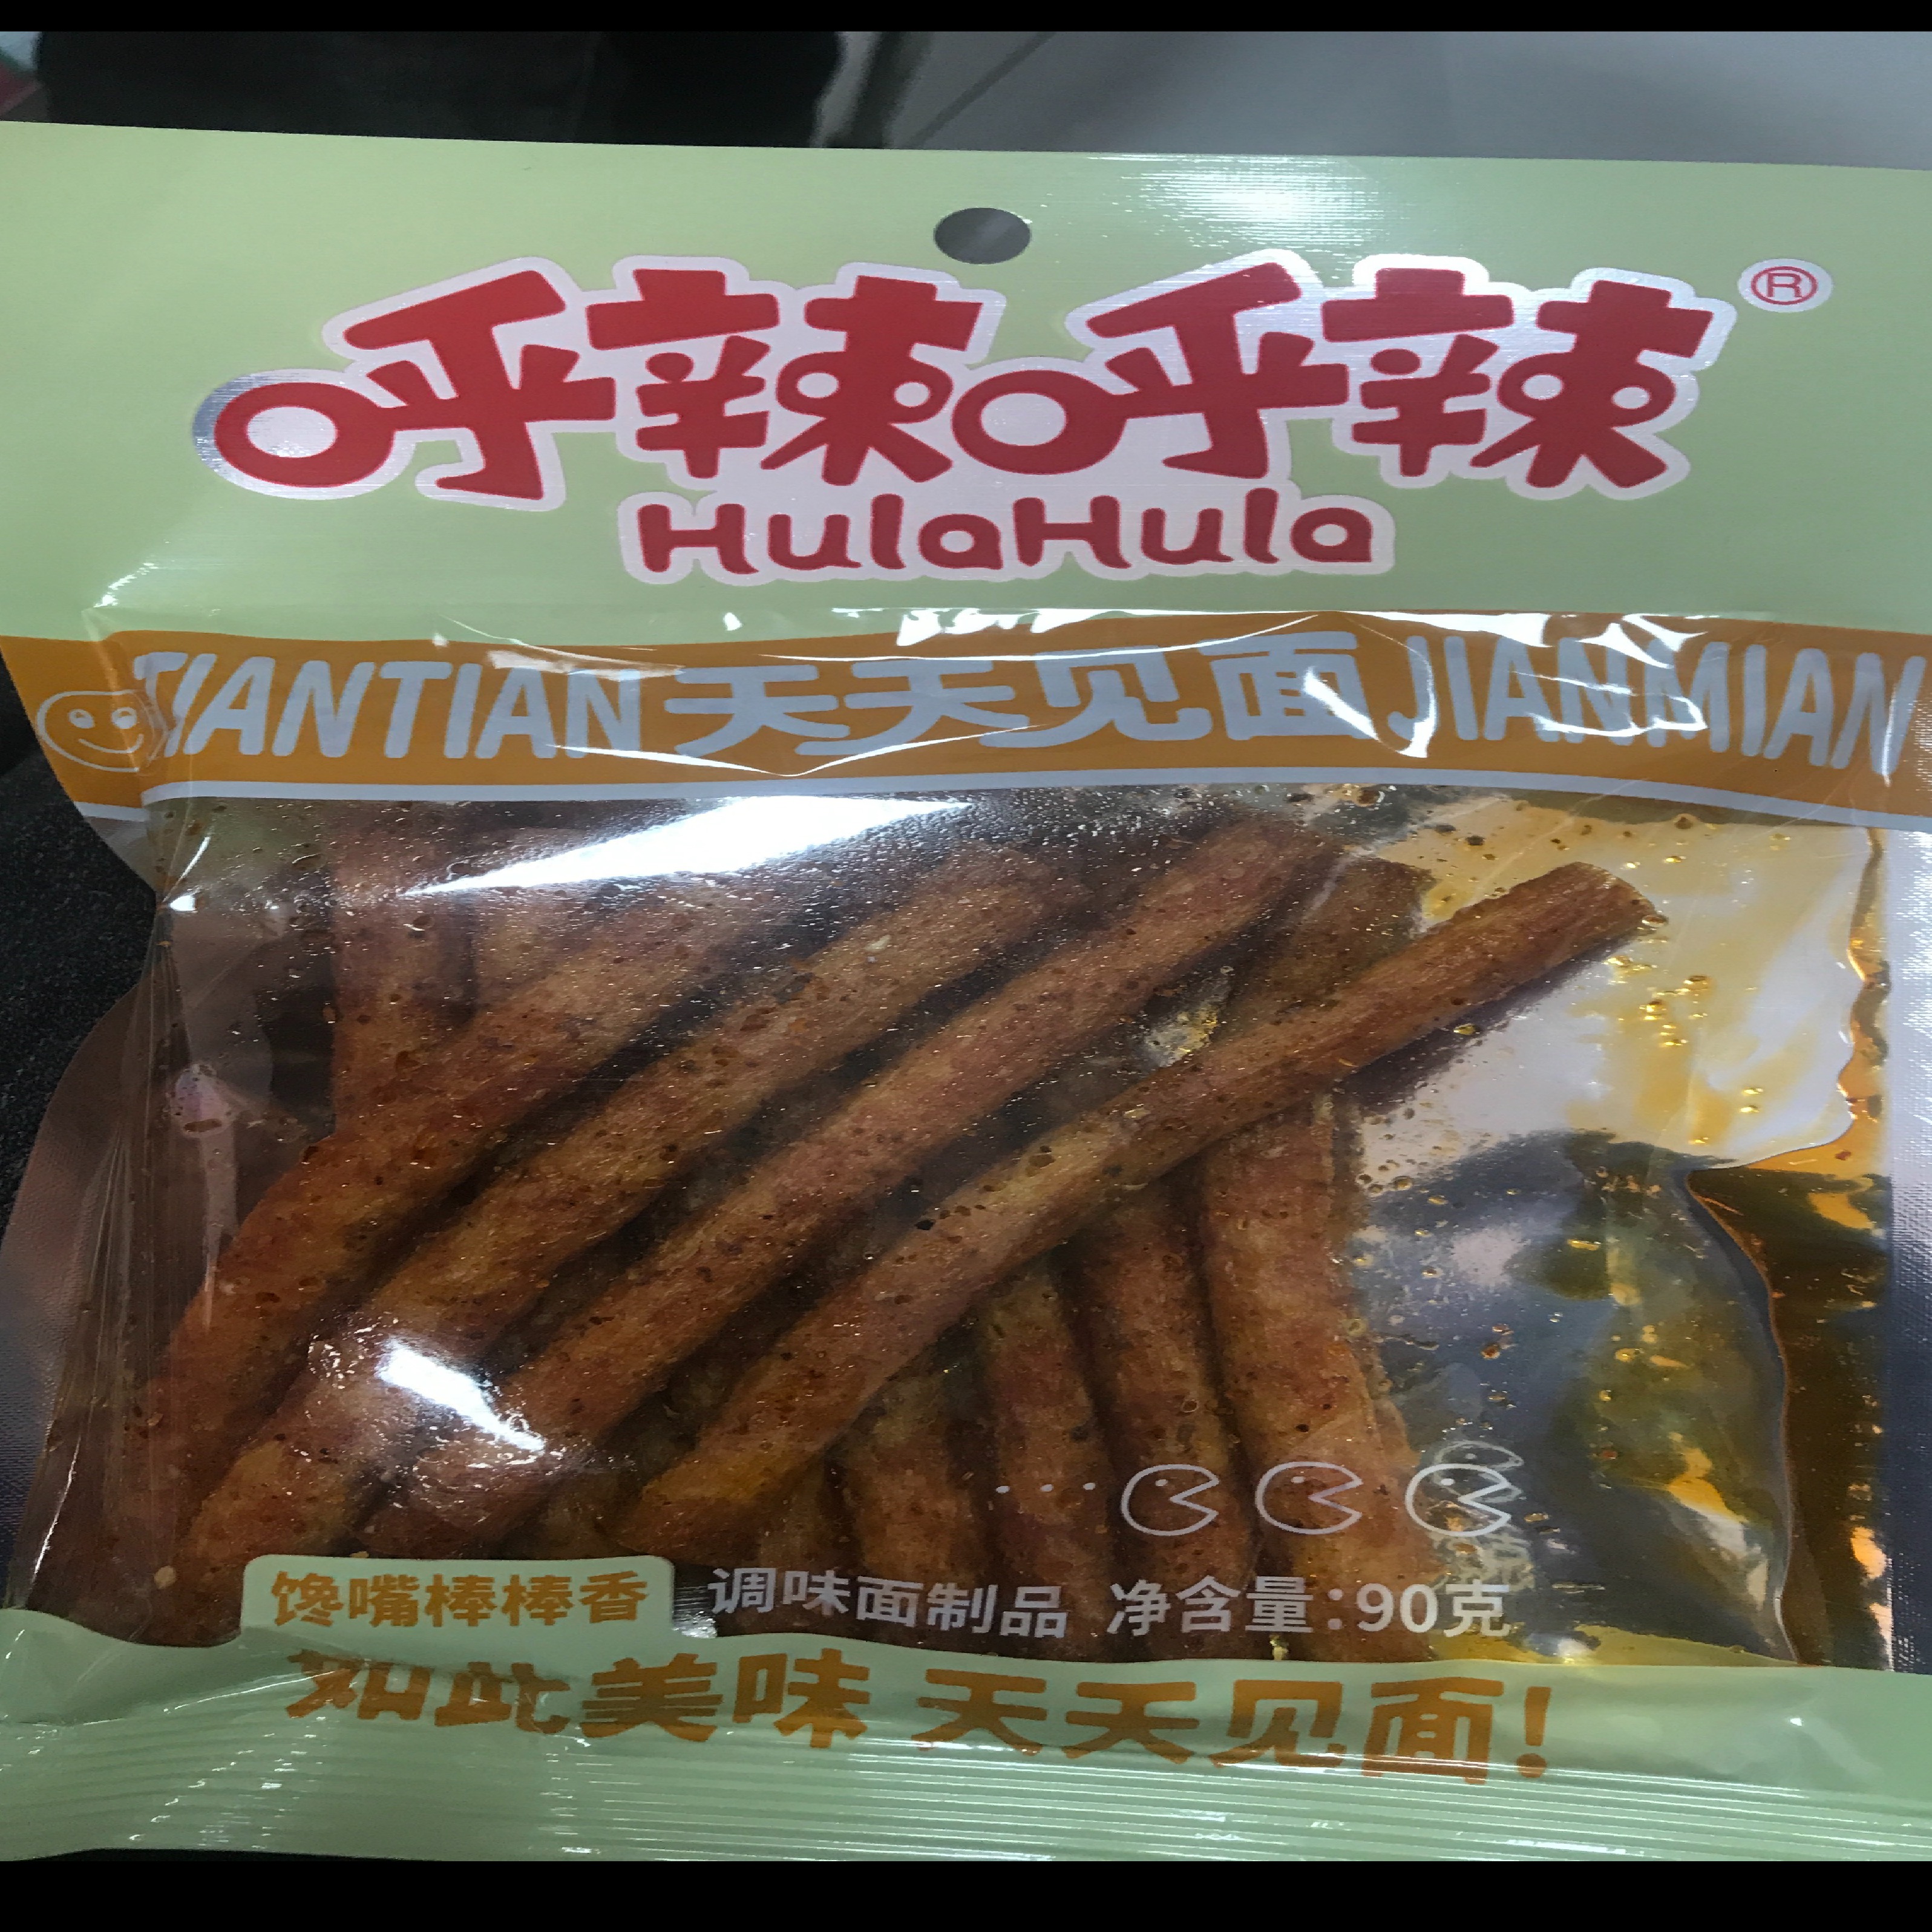 呼辣呼辣®
HulaHula
TIANTIAN 天天见面 JIANMIAN
馋嘴棒棒香 调味面制品 净含量:90克
如此美味 天天见面!